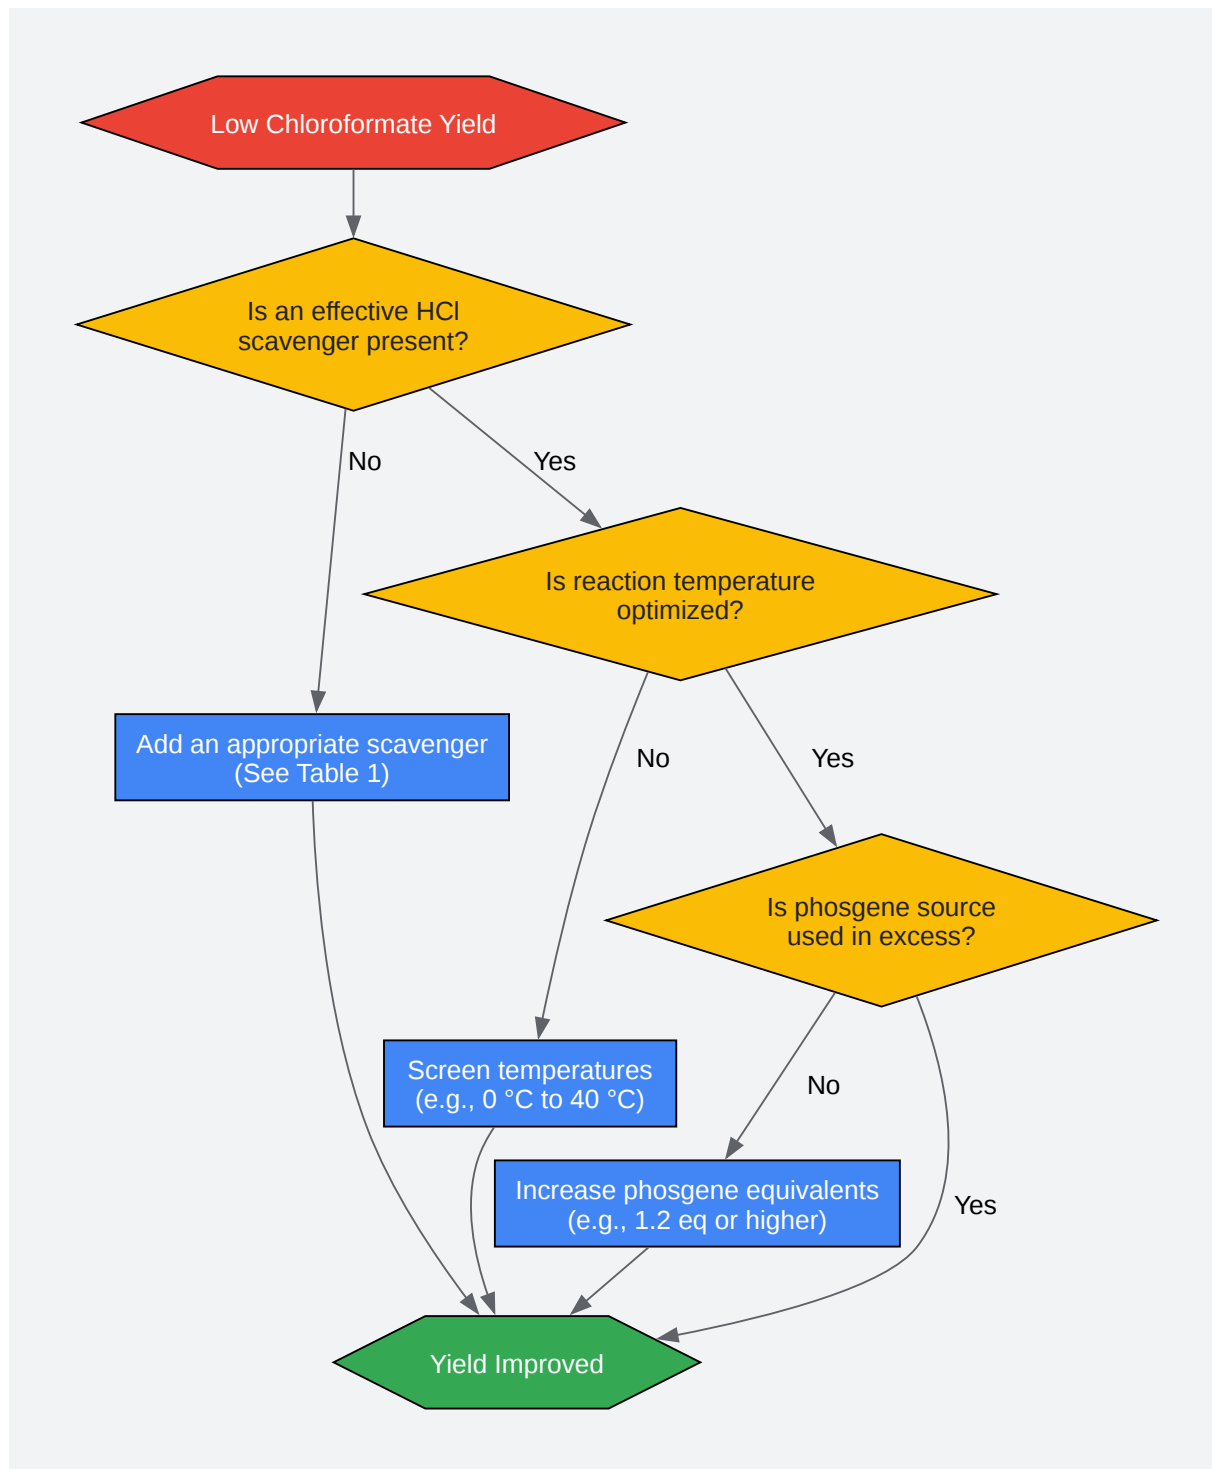 Low Chloroformate Yield
Is an effective HCl
scavenger present?
No
Yes
Is reaction temperature
optimized?
Add an appropriate scavenger
(See Table 1)
No
Yes
Is phosgene source
used in excess?
Screen temperatures
(e.g., 0 °C to 40 °C)
No
Increase phosgene equivalents
(e.g., 1.2 eq or higher)
Yes
Yield Improved